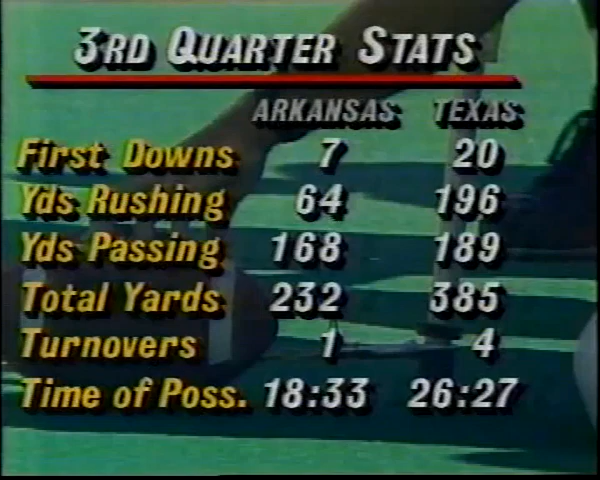 3RD QUARTER STATS
ARKANSAS TEXAS
First Downs 7 20
Yds Rushing 64 196
Yds Passing 168 189
Total Yards 232 385
Turnovers 1 4
Time of Poss. 18:33 26:27